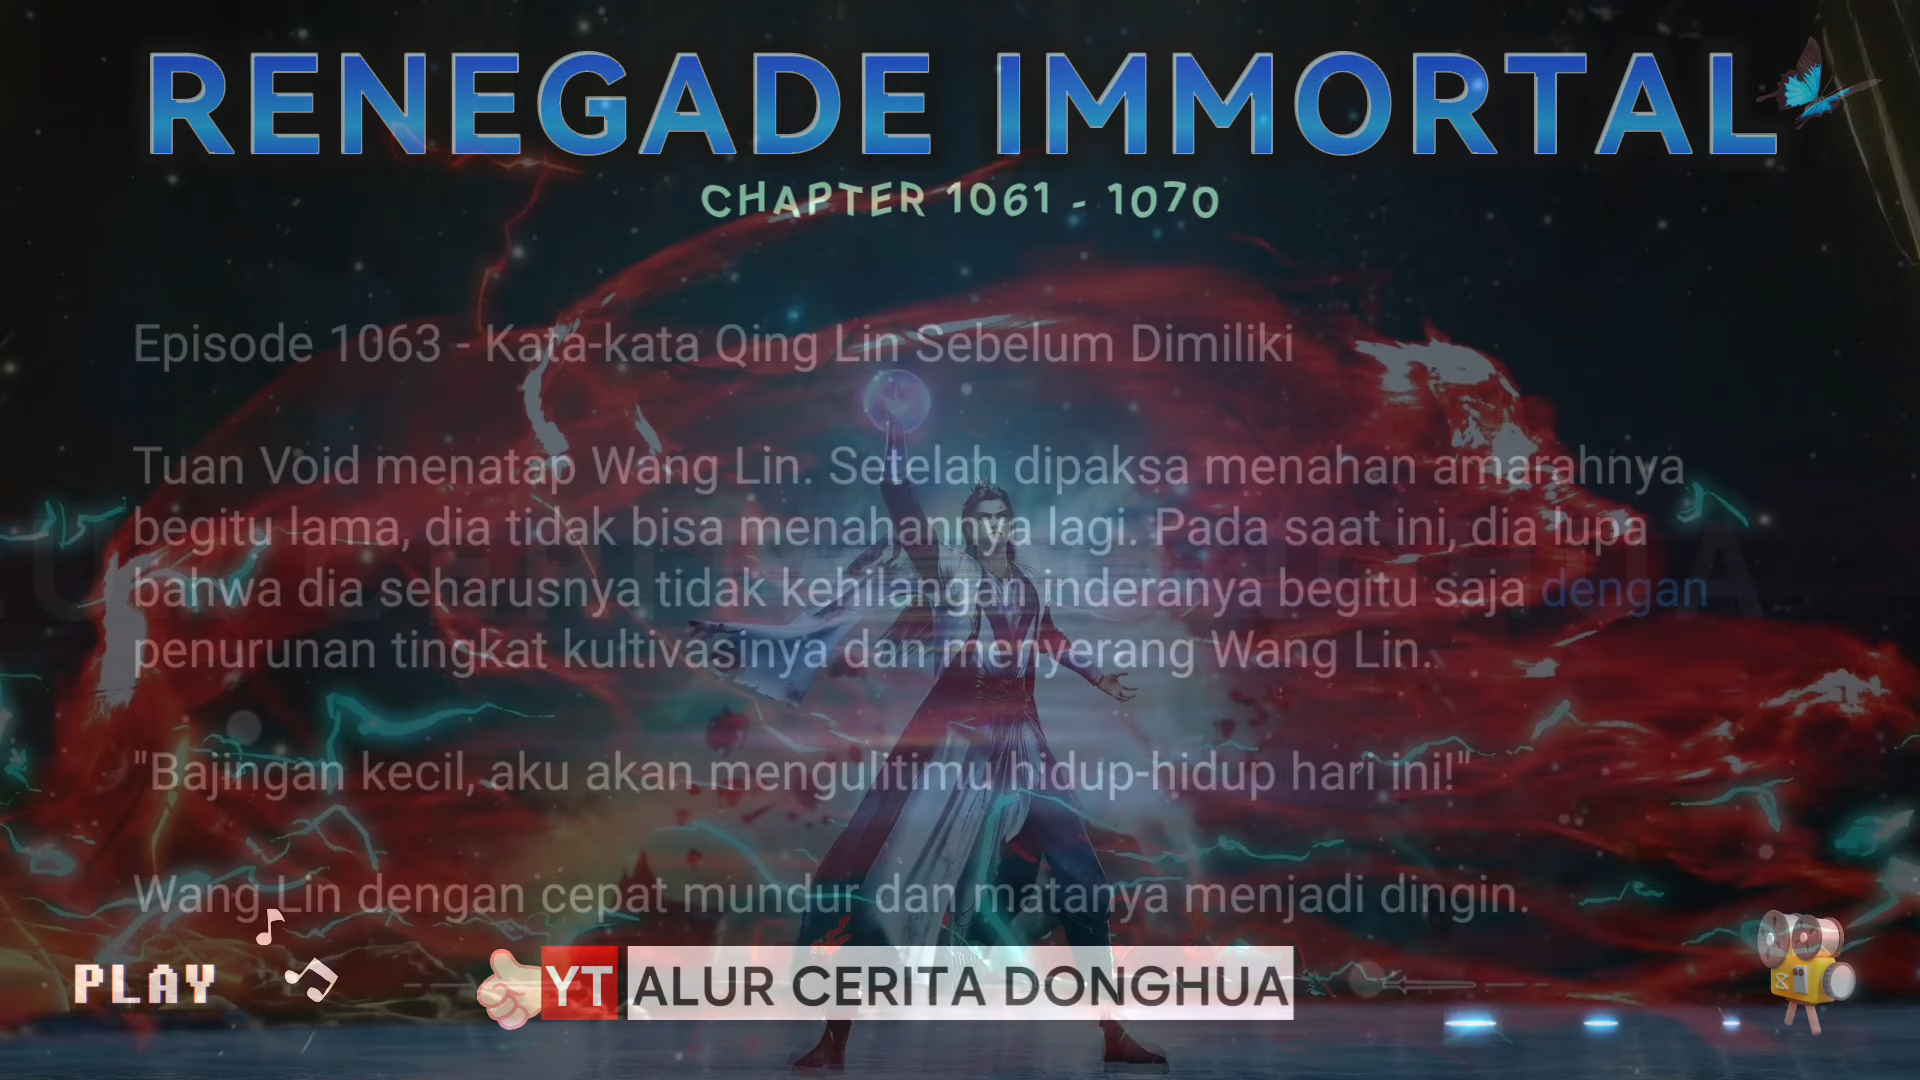 RENEGADE IMMORTAL
CHAPTER 1061 - 1070
Episode 1063 - Kata-kata Qing Lin Sebelum Dimiliki
Tuan Void menatap Wang Lin. Setelah dipaksa menahan amarahnya
begitu lama, dia tidak bisa menahannya lagi. Pada saat ini, dia lupa
bahwa dia seharusnya tidak kehilangan inderanya begitu saja dengan
penurunan tingkat kultivasinya dan menyerang Wang Lin.
"Bajingan kecil, aku akan mengulitimu hidup-hidup hari ini!"
Wang Lin dengan cepat mundur dan matanya menjadi dingin.
PLAY
YT ALUR CERITA DONGHUA